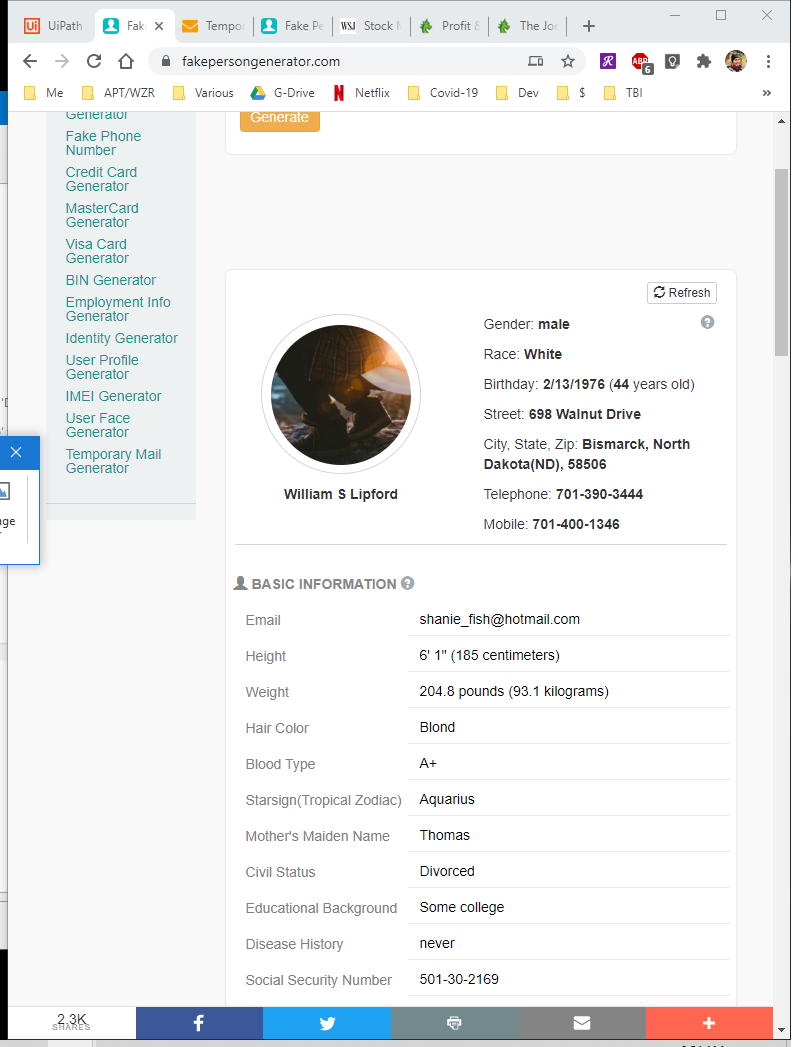 UiPath
Fak
Tempor
Fake Pe
WSJ Stock M
Profit &
The Joe
fakepersongenerator.com
ABP
6
Me
APT/WZR
Various
G-Drive
Netflix
Covid-19
Dev
$
TBI
»
Generator
Fake Phone
Number
Credit Card
Generator
MasterCard
Generator
Visa Card
Generator
BIN Generator
Employment Info
Generator
Identity Generator
User Profile
Generator
IMEI Generator
User Face
Generator
Temporary Mail
Generator
Generate
Refresh
Gender: male
Race: White
Birthday: 2/13/1976 (44 years old)
Street: 698 Walnut Drive
City, State, Zip: Bismarck, North
Dakota(ND), 58506
Telephone: 701-390-3444
Mobile: 701-400-1346
William S Lipford
BASIC INFORMATION
Email shanie_fish@hotmail.com
Height 6' 1" (185 centimeters)
Weight 204.8 pounds (93.1 kilograms)
Hair Color Blond
Blood Type A+
Starsign(Tropical Zodiac) Aquarius
Mother's Maiden Name Thomas
Civil Status Divorced
Educational Background Some college
Disease History never
Social Security Number 501-30-2169
2.3K
SHARES